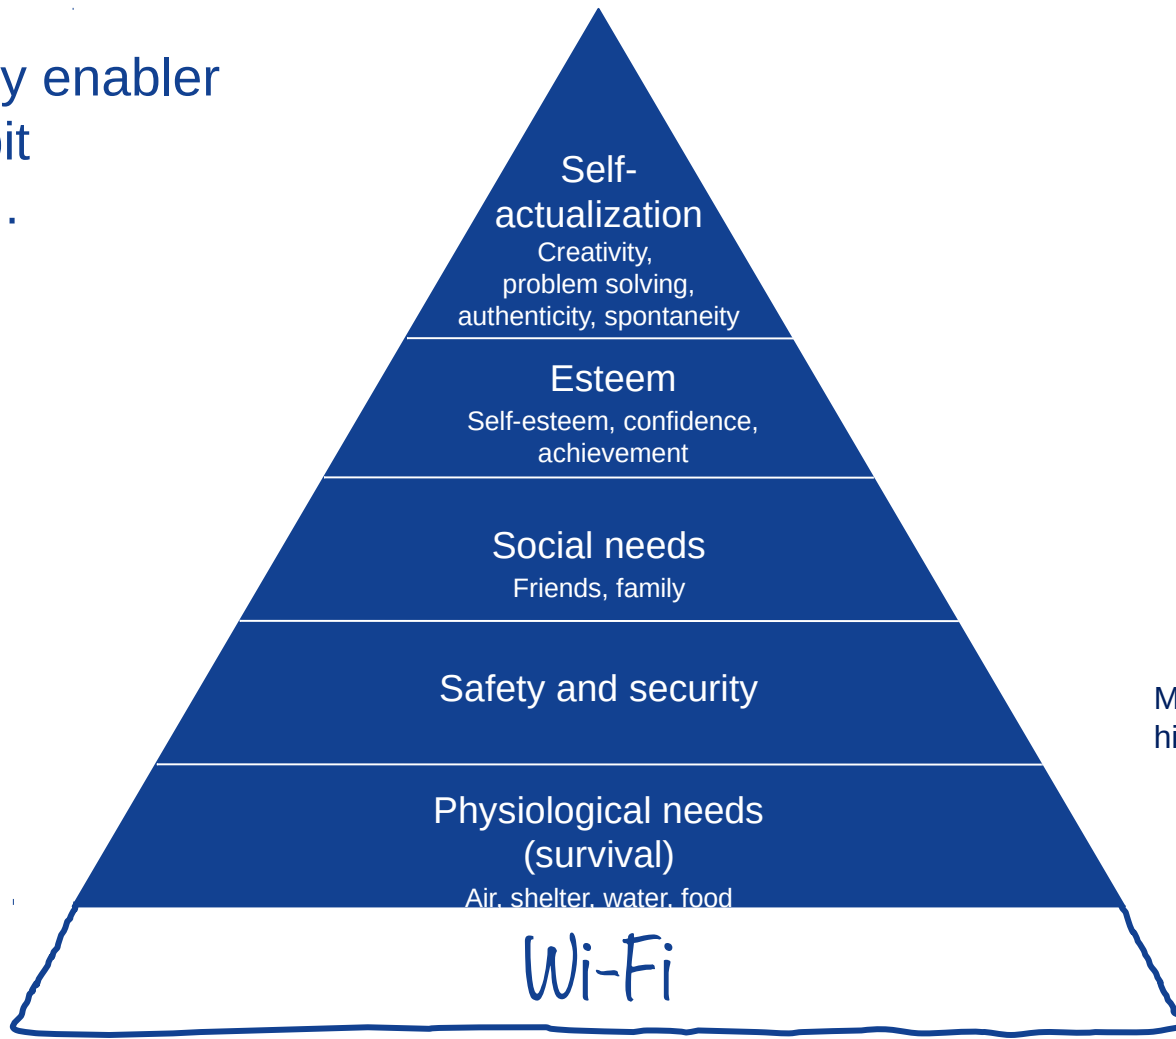 y enabler
it
.
Self-
actualization
Creativity,
problem solving,
authenticity, spontaneity
Esteem
Self-esteem, confidence,
achievement
Social needs
Friends, family
Safety and security
M
hi
Physiological needs
(survival)
Air, shelter, water, food
Wi-Fi